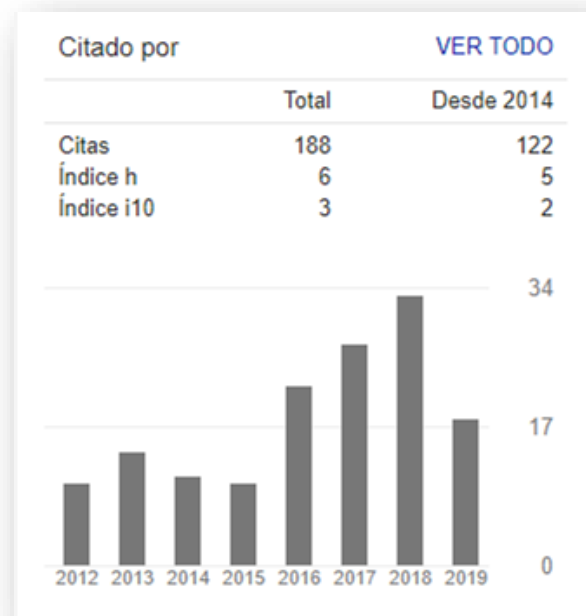 Citado por VER TODO
Total Desde 2014
Citas 188 122
Índice h 6 5
Índice i10 3 2
34
17
0
2012 2013 2014 2015 2016 2017 2018 2019